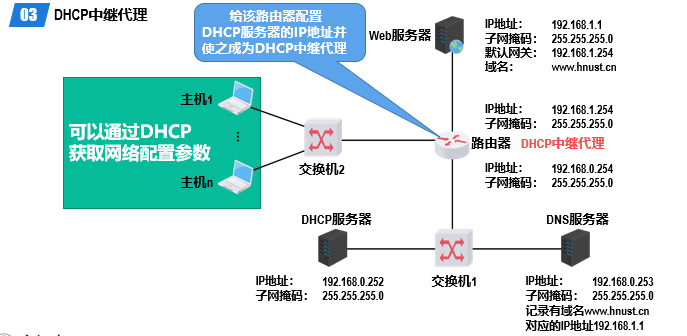 03 DHCP中继代理
给该路由器配置
DHCP服务器的IP地址并
使之成为DHCP中继代理
Web服务器
IP地址： 192.168.1.1
子网掩码： 255.255.255.0
默认网关： 192.168.1.254
域名： www.hnust.cn
主机1
可以通过DHCP
获取网络配置参数
主机n
交换机2
IP地址： 192.168.1.254
子网掩码： 255.255.255.0
路由器 DHCP中继代理
IP地址： 192.168.0.254
子网掩码： 255.255.255.0
DHCP服务器
IP地址： 192.168.0.252
子网掩码： 255.255.255.0
交换机1
DNS服务器
IP地址： 192.168.0.253
子网掩码： 255.255.255.0
记录有域名www.hnust.cn
对应的IP地址192.168.1.1